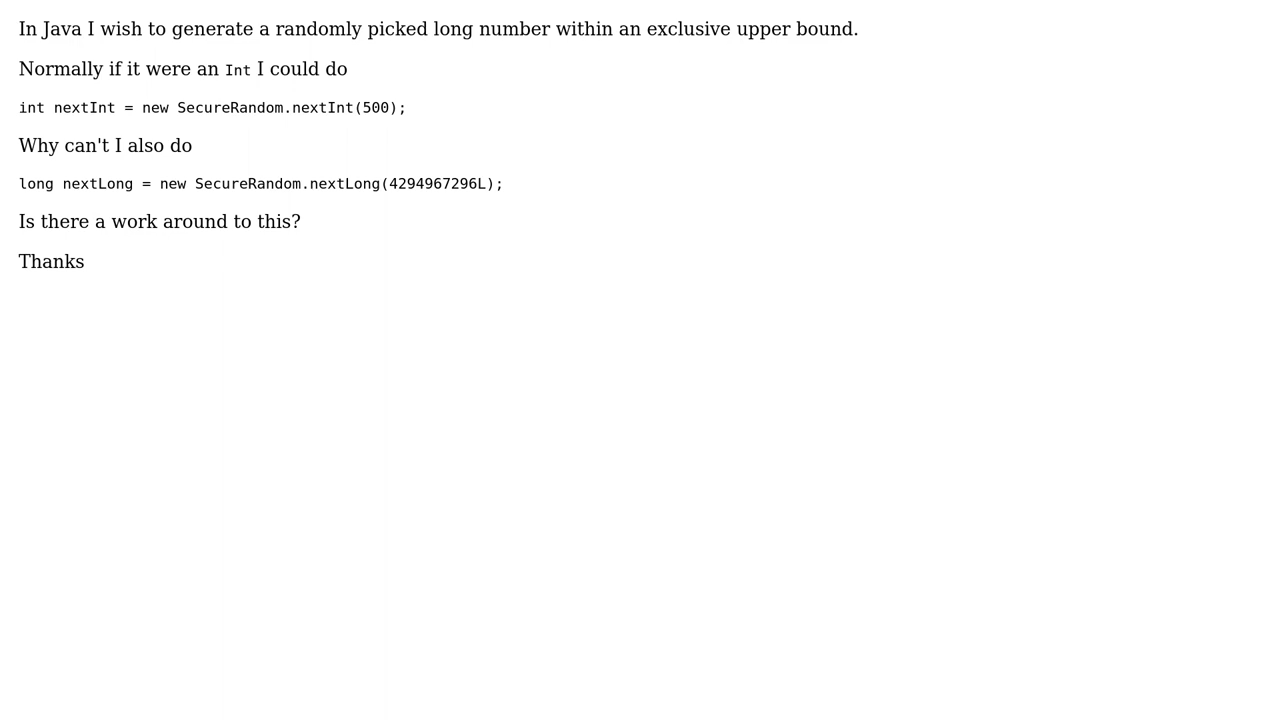 In Java I wish to generate a randomly picked long number within an exclusive upper bound.
Normally if it were an Int I could do
int nextInt = new SecureRandom.nextInt(500);
Why can't I also do
long nextLong = new SecureRandom.nextLong(4294967296L);
Is there a work around to this?
Thanks